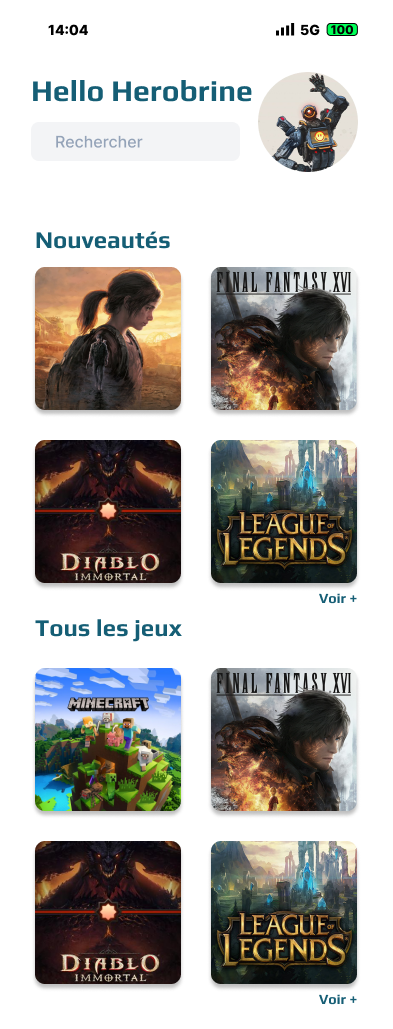 14:04
5G 100
Hello Herobrine
Rechercher
Nouveautés
FINAL FANTASY XVI
DIABLO
IMMORTAL
LEAGUE OF
LEGENDS
Voir +
Tous les jeux
MINECRAFT
FINAL FANTASY XVI
DIABLO
IMMORTAL
LEAGUE OF
LEGENDS
Voir +